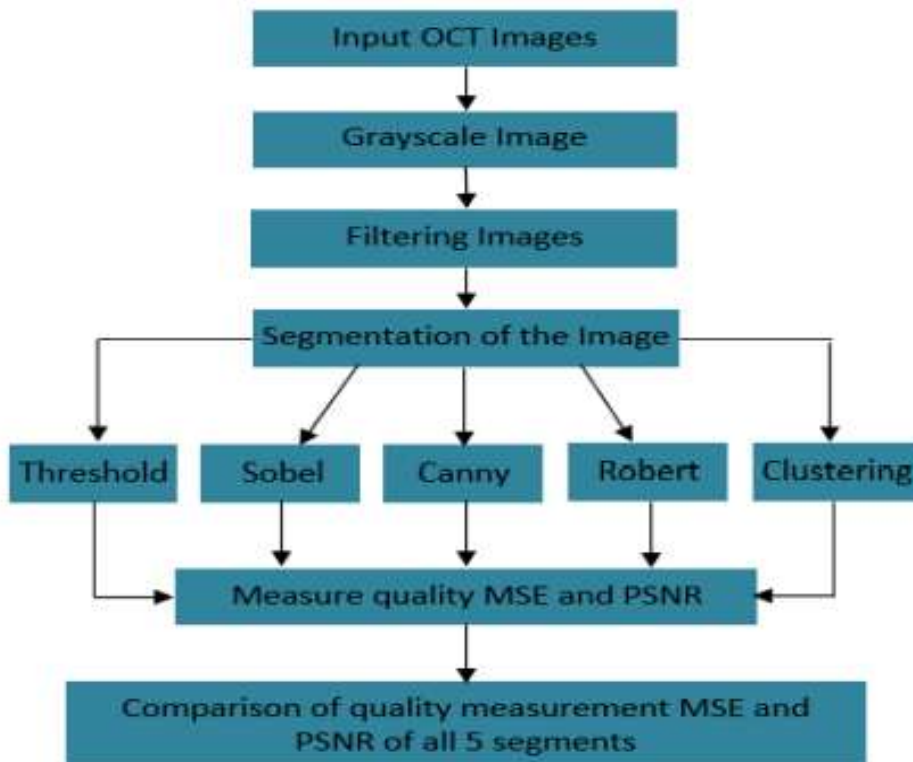 Input OCT Images
Grayscale Image
Filtering Images
Segmentation of the Image
Threshold
Sobel
Canny
Robert
Clustering
Measure quality MSE and PSNR
Comparison of quality measurement MSE and
PSNR of all 5 segments